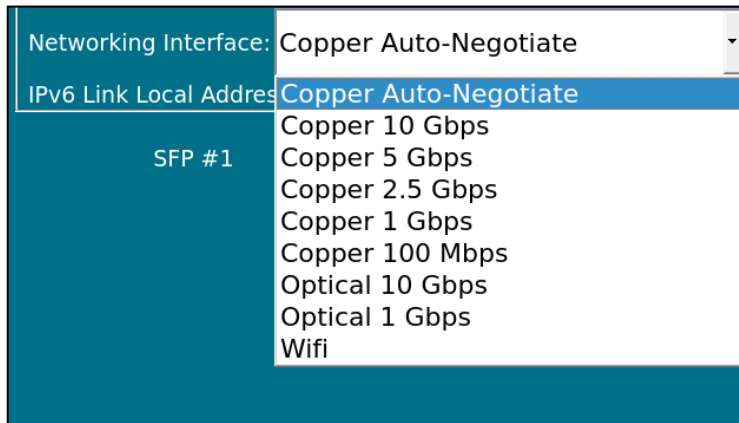 Networking Interface: Copper Auto-Negotiate
IPv6 Link Local Addres
Copper Auto-Negotiate
Copper 10 Gbps
SFP #1
Copper 5 Gbps
Copper 2.5 Gbps
Copper 1 Gbps
Copper 100 Mbps
Optical 10 Gbps
Optical 1 Gbps
Wifi